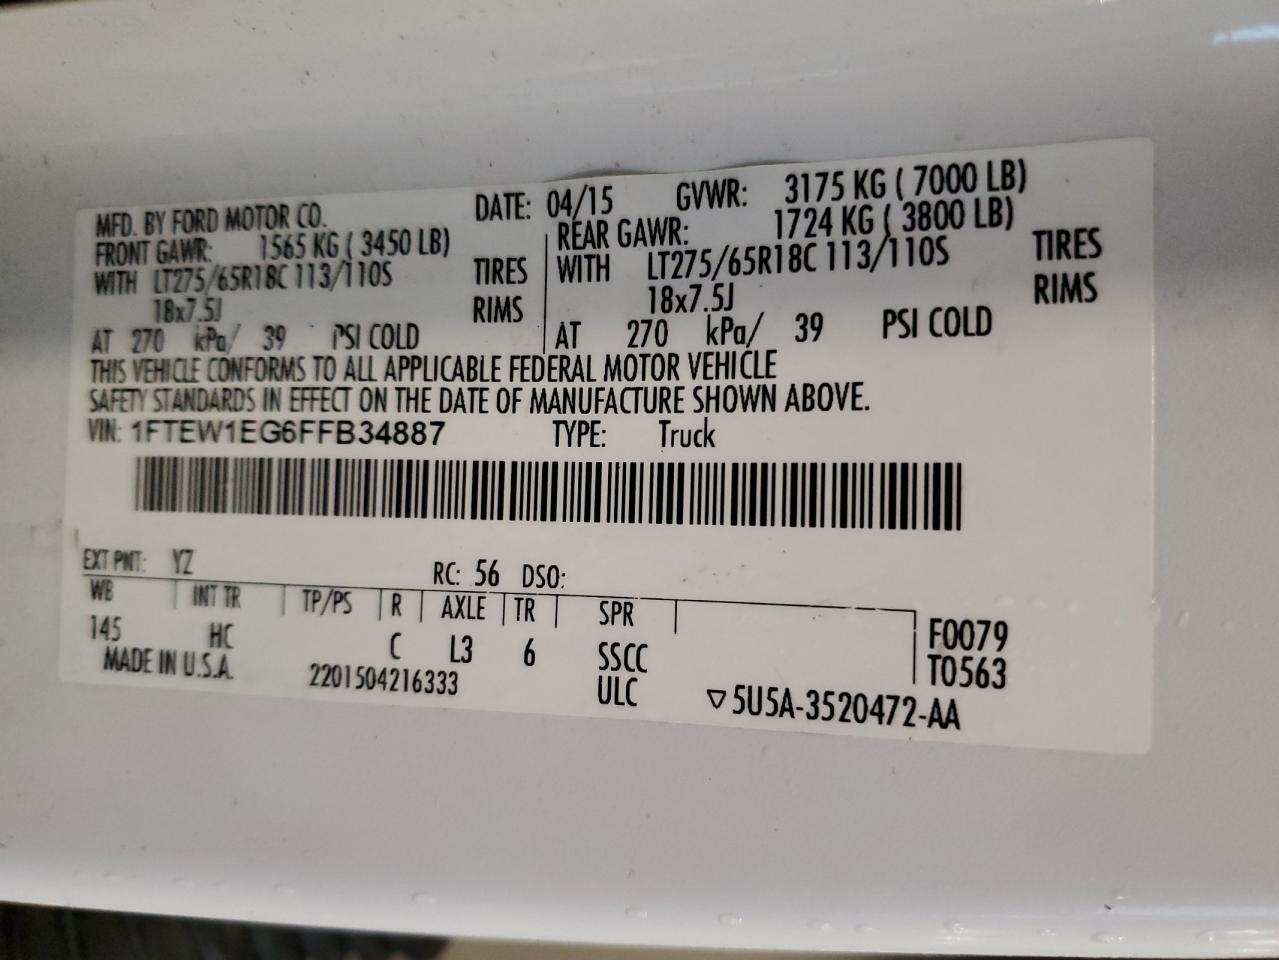 MFD. BY FORD MOTOR CO. DATE: 04/15 GVWR: 3175 KG ( 7000 LB)
FRONT GAWR: 1565 KG ( 3450 LB) REAR GAWR: 1724 KG ( 3800 LB)
WITH LT275/65R18C 113/110S TIRES WITH LT275/65R18C 113/110S TIRES
18x7.5J RIMS 18x7.5J RIMS
AT 270 kPa/ 39 PSI COLD AT 270 kPa/ 39 PSI COLD
THIS VEHICLE CONFORMS TO ALL APPLICABLE FEDERAL MOTOR VEHICLE
SAFETY STANDARDS IN EFFECT ON THE DATE OF MANUFACTURE SHOWN ABOVE.
VIN: 1FTEW1EG6FFB34887 TYPE: Truck
EXT PNT: YZ RC: 56 DSO:
WB INT TR TP/PS R AXLE TR SPR
145 HC C L3 6 SSCC F0079
MADE IN U.S.A. 2201504216333 ULC T0563
▽5U5A-3520472-AA